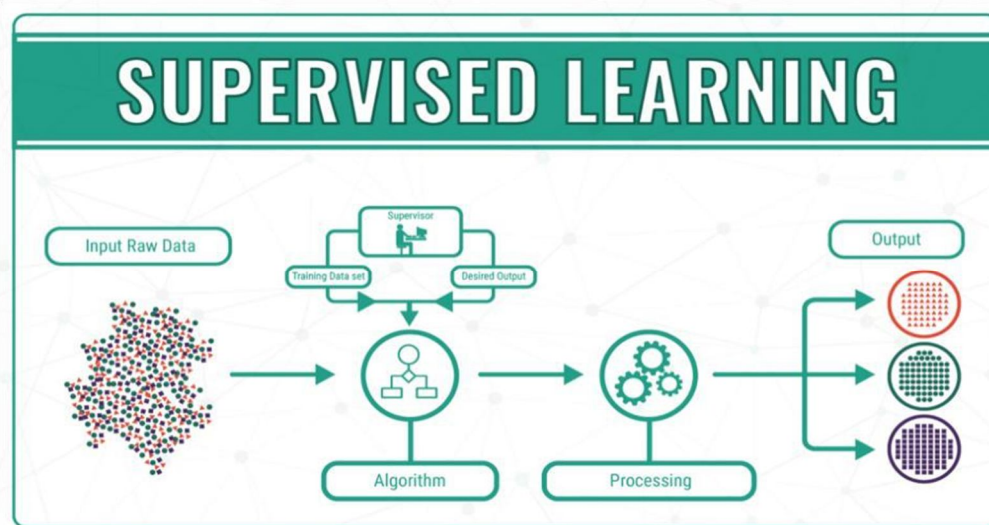 SUPERVISED LEARNING
Input Raw Data
Supervisor
Training Data set
Desired Output
Algorithm
Processing
Output